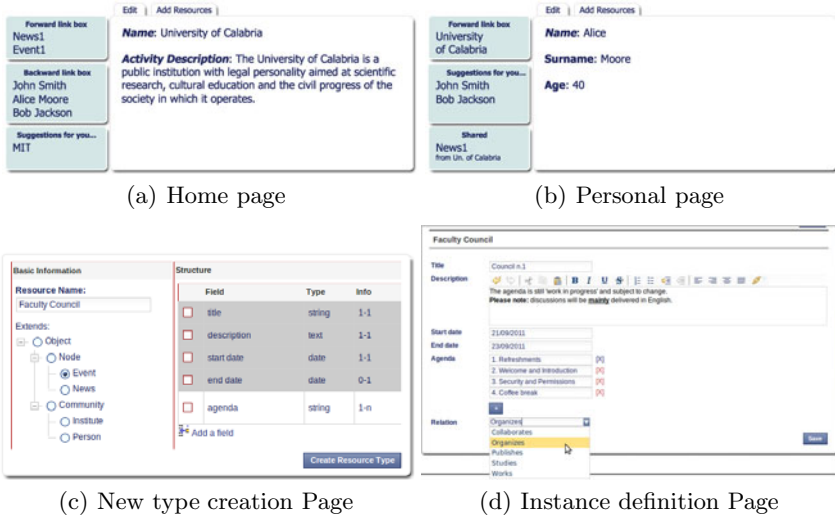 Edit | Add Resources
Forward link box
News1
Event1
Backward link box
John Smith
Alice Moore
Bob Jackson
Suggestions for you...
MIT
Name: University of Calabria
Activity Description: The University of Calabria is a
public institution with legal personality aimed at scientific
research, cultural education and the civil progress of the
society in which it operates.
(a) Home page
Edit | Add Resources
Forward link box
University
of Calabria
Suggestions for you...
John Smith
Bob Jackson
Shared
News1
from Un. of Calabria
Name: Alice
Surname: Moore
Age: 40
(b) Personal page
Basic Information
Resource Name:
Faculty Council
Extends:
Object
Node
Event
News
Community
Institute
Person
Structure
Field Type Info
title string 1-1
description text 1-1
start date date 1-1
end date date 0-1
agenda string 1-n
Add a field
Create Resource Type
(c) New type creation Page
Faculty Council
Title Council n.1
Description
B I U S
The agenda is still 'work in progress' and subject to change.
Please note: discussions will be mainly delivered in English.
Start date 21/09/2011
End date 23/09/2011
Agenda 1. Refreshments [X]
2. Welcome and Introduction [X]
3. Security and Permissions [X]
4. Coffee break [X]
+
Relation Organizes
Collaborates
Organizes
Publishes
Studies
Works
Save
(d) Instance definition Page